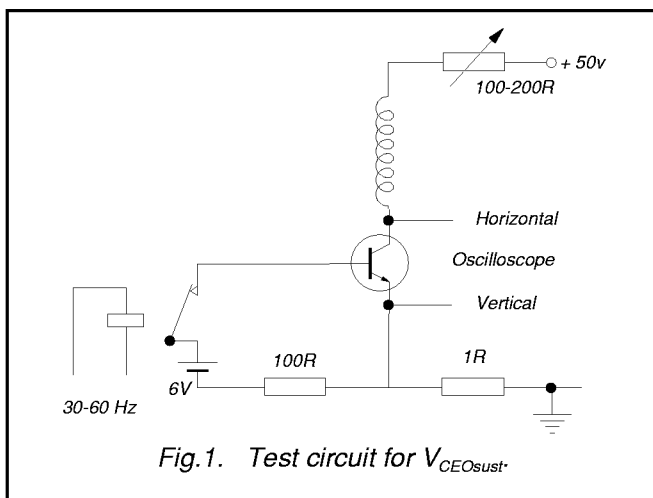 + 50v
100-200R
Horizontal
Oscilloscope
Vertical
100R
1R
6V
30-60 Hz
Fig.1. Test circuit for VCEOsust.